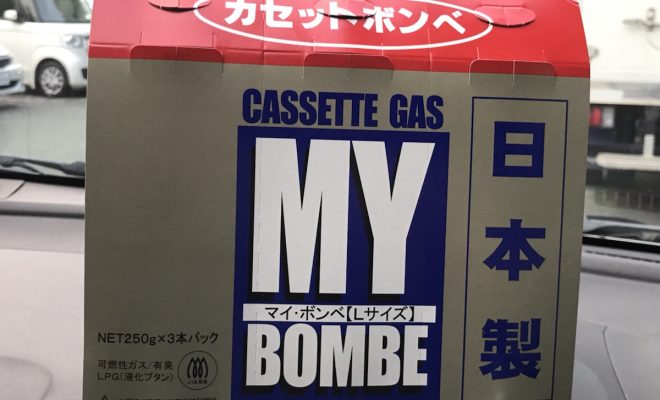 カセットボンベ
CASSETTE GAS
MY
マイ・ボンベ【Lサイズ】
BOMBE
日本製
NET250g×3本パック
可燃性ガス/有臭
LPG(液化ブタン)